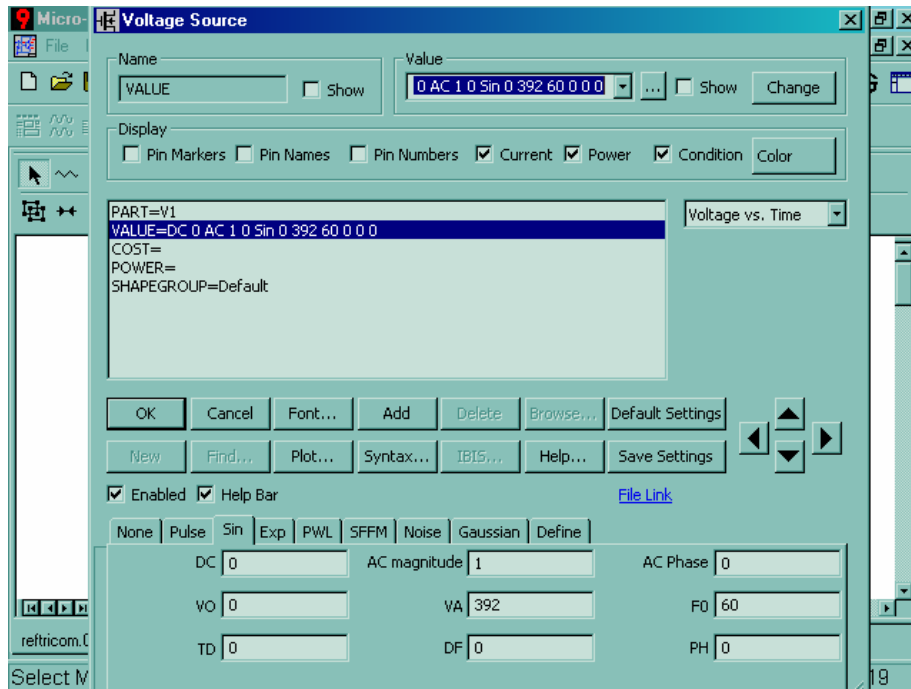 Micro-
Voltage Source
File
Name
Value
VALUE
Show
0 AC 1 0 Sin 0 392 60 0 0 0
...
Show
Change
Display
Pin Markers
Pin Names
Pin Numbers
Current
Power
Condition
Color
PART=V1
Voltage vs. Time
VALUE=DC 0 AC 1 0 Sin 0 392 60 0 0 0
COST=
POWER=
SHAPEGROUP=Default
OK
Cancel
Font...
Add
Delete
Browse...
Default Settings
New
Find...
Plot...
Syntax...
IBIS...
Help...
Save Settings
Enabled
Help Bar
File Link
None
Pulse
Sin
Exp
PWL
SFFM
Noise
Gaussian
Define
DC 0
AC magnitude 1
AC Phase 0
VO 0
VA 392
F0 60
reftricom.
TD 0
DF 0
PH 0
Select M
19